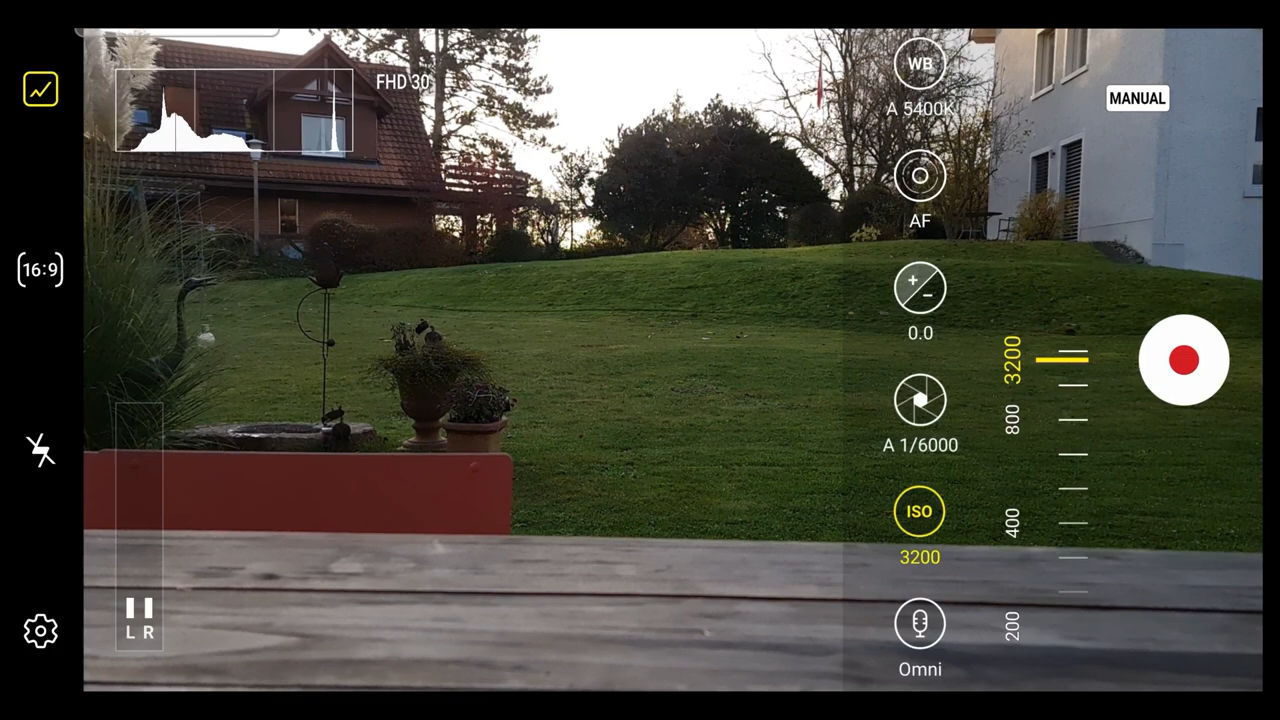 FHD 30
WB
A 5400K
MANUAL
16:9
AF
0.0
A 1/6000
ISO
3200
Omni
3200
800
400
200
L R